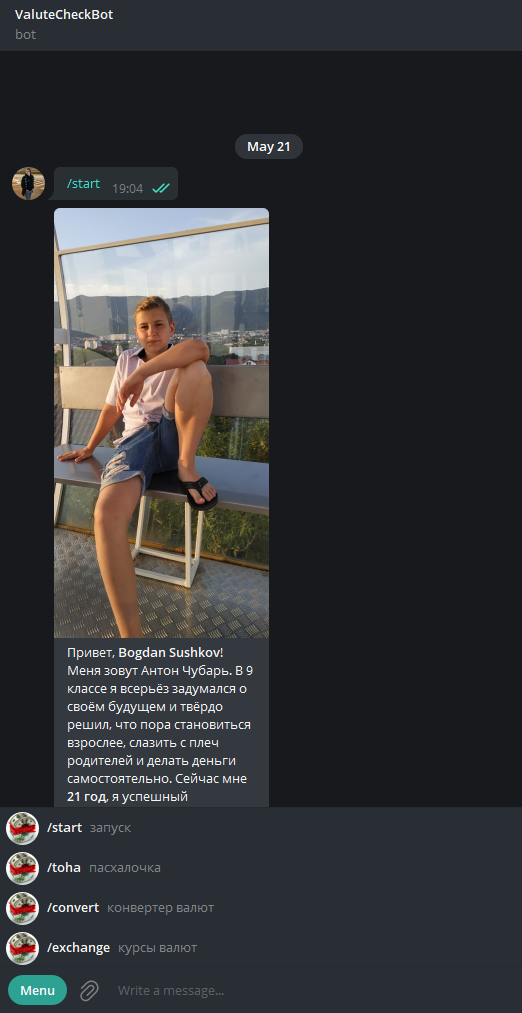 ValuteCheckBot
bot
May 21
/start 19:04
Привет, Bogdan Sushkov!
Меня зовут Антон Чубарь. В 9
классе я всерьёз задумался о
своём будущем и твёрдо
решил, что пора становиться
взрослее, слазить с плеч
родителей и делать деньги
самостоятельно. Сейчас мне
21 год, я успешный
/start запуск
/toha пасхалочка
/convert конвертер валют
/exchange курсы валют
Menu Write a message...